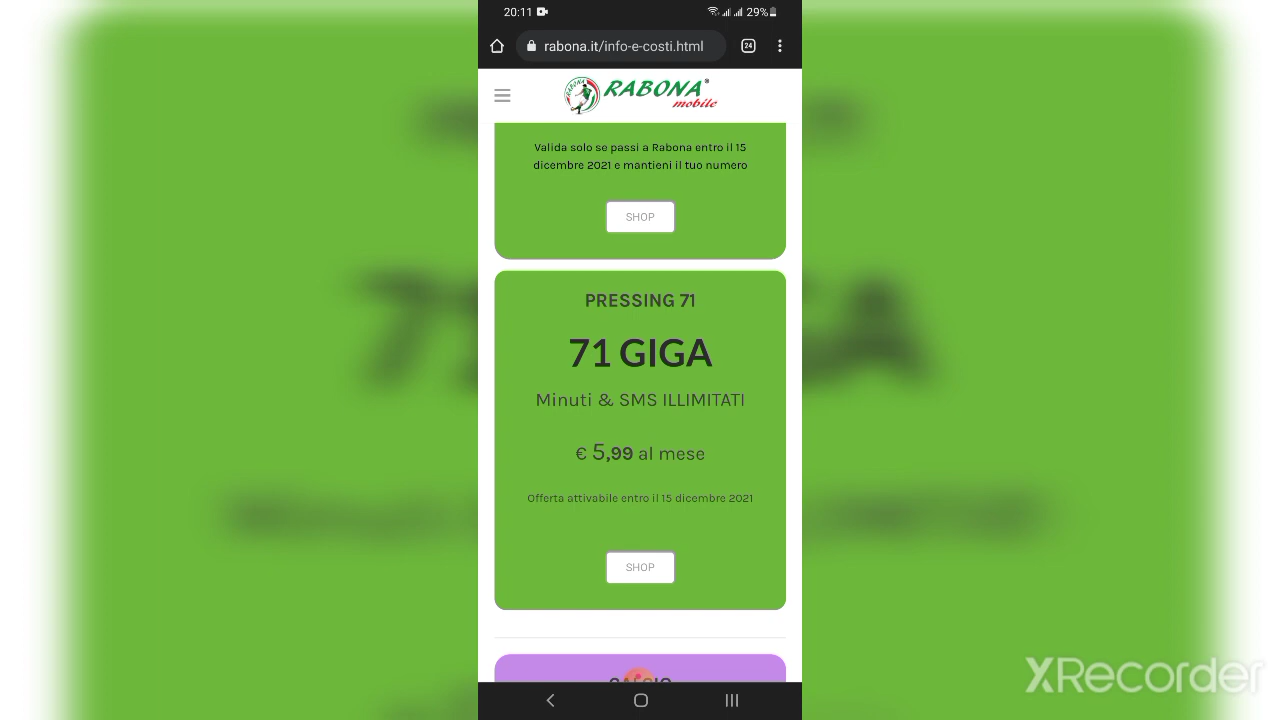 20:11
29%
rabona.it/info-e-costi.html
24
RABONA®
mobile
Valida solo se passi a Rabona entro il 15
dicembre 2021 e mantieni il tuo numero
SHOP
PRESSING 71
71 GIGA
Minuti & SMS ILLIMITATI
€ 5,99 al mese
Offerta attivabile entro il 15 dicembre 2021
SHOP
XRecorder